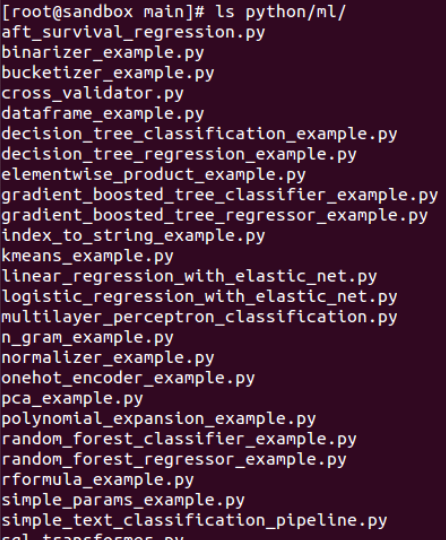 [root@sandbox main]# ls python/ml/
aft_survival_regression.py
binarizer_example.py
bucketizer_example.py
cross_validator.py
dataframe_example.py
decision_tree_classification_example.py
decision_tree_regression_example.py
elementwise_product_example.py
gradient_boosted_tree_classifier_example.py
gradient_boosted_tree_regressor_example.py
index_to_string_example.py
kmeans_example.py
linear_regression_with_elastic_net.py
logistic_regression_with_elastic_net.py
multilayer_perceptron_classification.py
n_gram_example.py
normalizer_example.py
onehot_encoder_example.py
pca_example.py
polynomial_expansion_example.py
random_forest_classifier_example.py
random_forest_regressor_example.py
rformula_example.py
simple_params_example.py
simple_text_classification_pipeline.py
sql_transformer.py